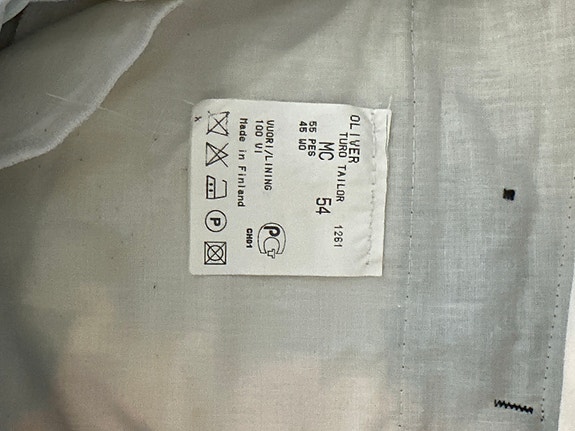 OLIVER
TURO TAILOR 1261
MC 54
55 PES
45 WO
VUORI/LINING
100 VI
Made in Finland
CH01
P